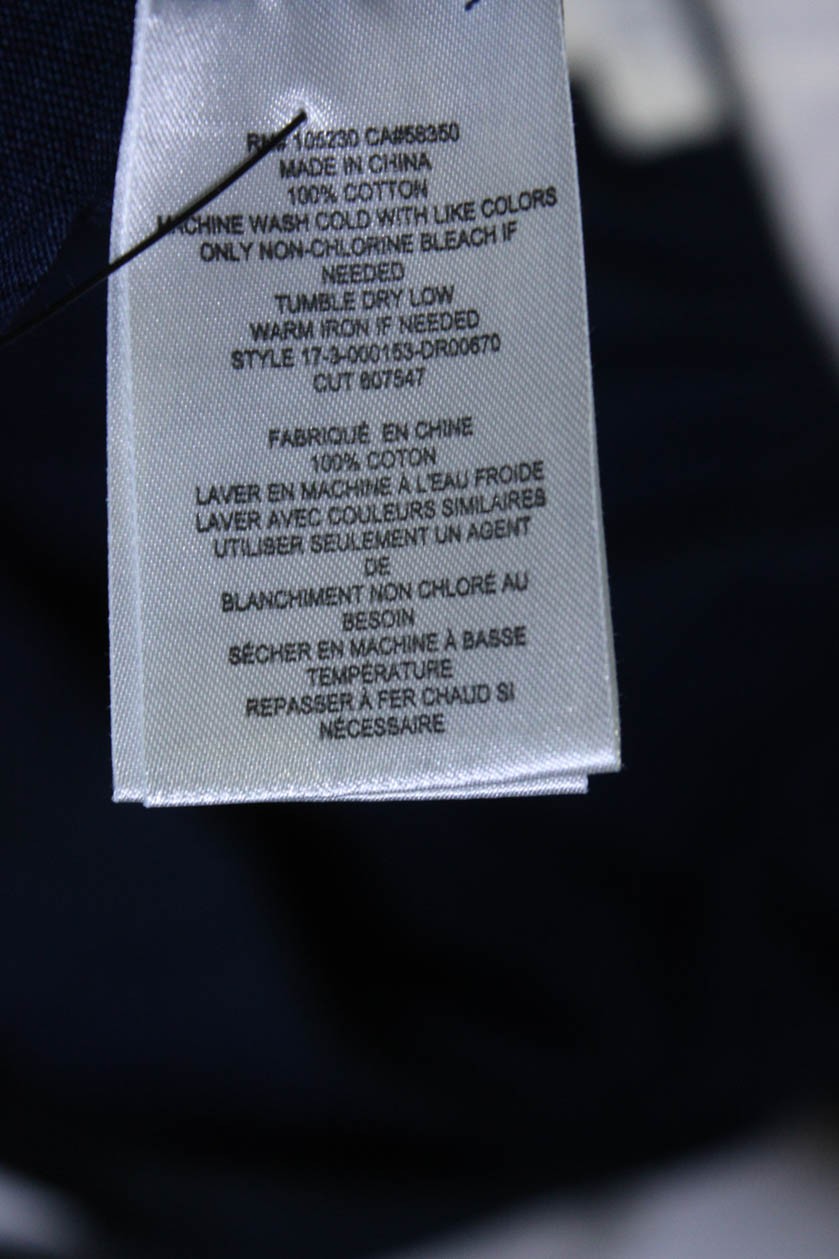 RN# 105230 CA#58350
MADE IN CHINA
100% COTTON
MACHINE WASH COLD WITH LIKE COLORS
ONLY NON-CHLORINE BLEACH IF
NEEDED
TUMBLE DRY LOW
WARM IRON IF NEEDED
STYLE 17-3-000153-DR00670
CUT 607547
FABRIQUÉ EN CHINE
100% COTON
LAVER EN MACHINE À L'EAU FROIDE
LAVER AVEC COULEURS SIMILAIRES
UTILISER SEULEMENT UN AGENT
DE
BLANCHIMENT NON CHLORÉ AU
BESOIN
SÉCHER EN MACHINE À BASSE
TEMPÉRATURE
REPASSER À FER CHAUD SI
NÉCESSAIRE